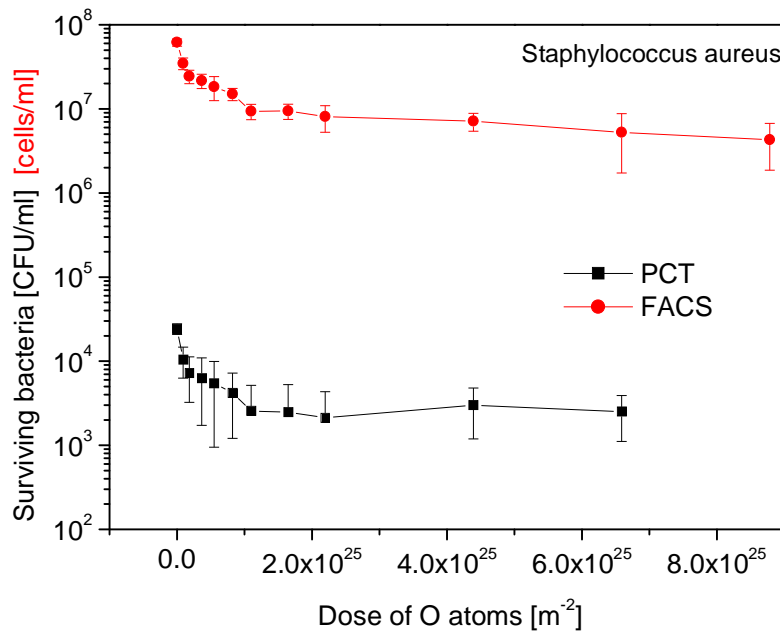 Staphylococcus aureus
Surviving bacteria [CFU/ml] [cells/ml]
10^8
10^7
10^6
10^5
10^4
10^3
10^2
PCT
FACS
0.0 2.0x10^25 4.0x10^25 6.0x10^25 8.0x10^25
Dose of O atoms [m^-2]